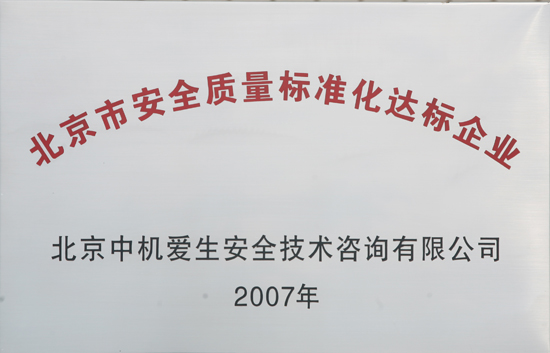 北京市安全质量标准化达标企业
北京中机爱生安全技术咨询有限公司
2007年